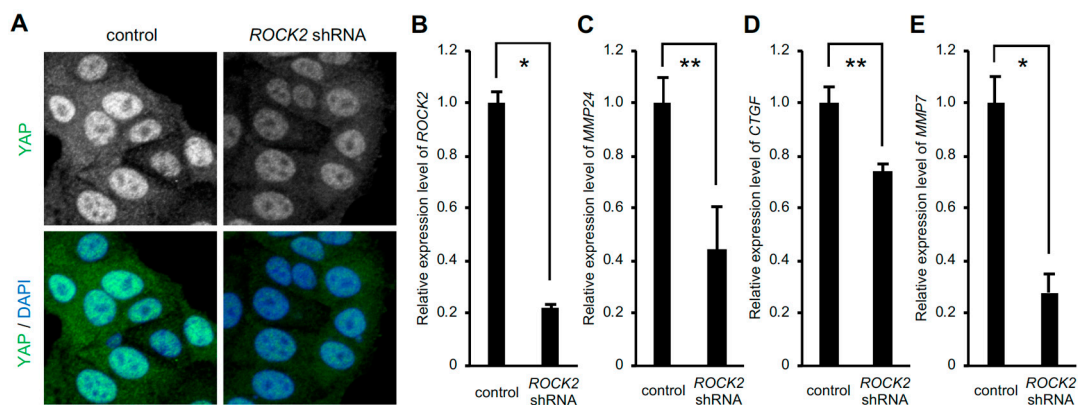 A
control
ROCK2 shRNA
YAP
YAP / DAPI
B
Relative expression level of ROCK2
1.2
1.0
0.8
0.6
0.4
0.2
0
*
control
ROCK2
shRNA
C
Relative expression level of MMP24
1.2
1.0
0.8
0.6
0.4
0.2
0
**
control
ROCK2
shRNA
D
Relative expression level of CTGF
1.2
1.0
0.8
0.6
0.4
0.2
0
**
control
ROCK2
shRNA
E
Relative expression level of MMP7
1.2
1.0
0.8
0.6
0.4
0.2
0
*
control
ROCK2
shRNA